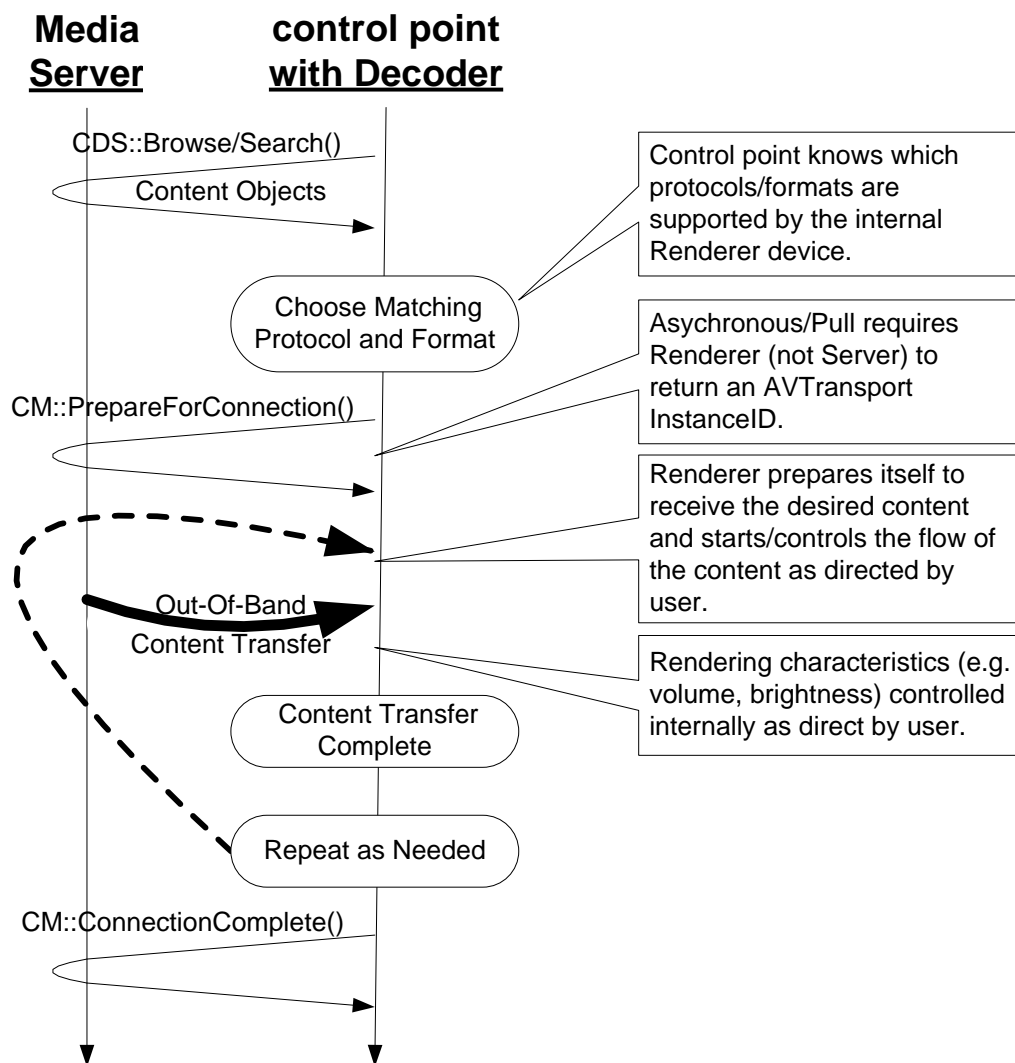 Media
Server
control point
with Decoder
CDS::Browse/Search()
Content Objects
Control point knows which
protocols/formats are
supported by the internal
Renderer device.
Choose Matching
Protocol and Format
Asychronous/Pull requires
Renderer (not Server) to
return an AVTransport
InstanceID.
CM::PrepareForConnection()
Renderer prepares itself to
receive the desired content
and starts/controls the flow of
the content as directed by
user.
Out-Of-Band
Content Transfer
Rendering characteristics (e.g.
volume, brightness) controlled
internally as direct by user.
Content Transfer
Complete
Repeat as Needed
CM::ConnectionComplete()